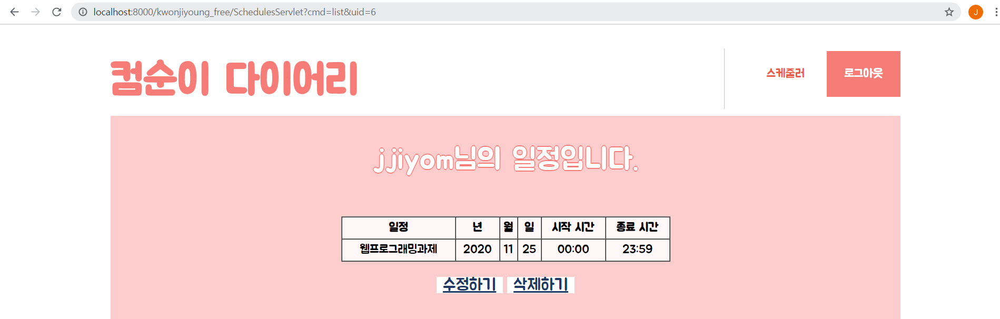 localhost:8000/kwonjiyoung_free/SchedulesServlet?cmd=list&uid=6
J
컴순이 다이어리
스케줄러
로그아웃
jjiyom님의 일정입니다.
일정 년 월 일 시작 시간 종료 시간
웹프로그래밍과제 2020 11 25 00:00 23:59
수정하기 삭제하기